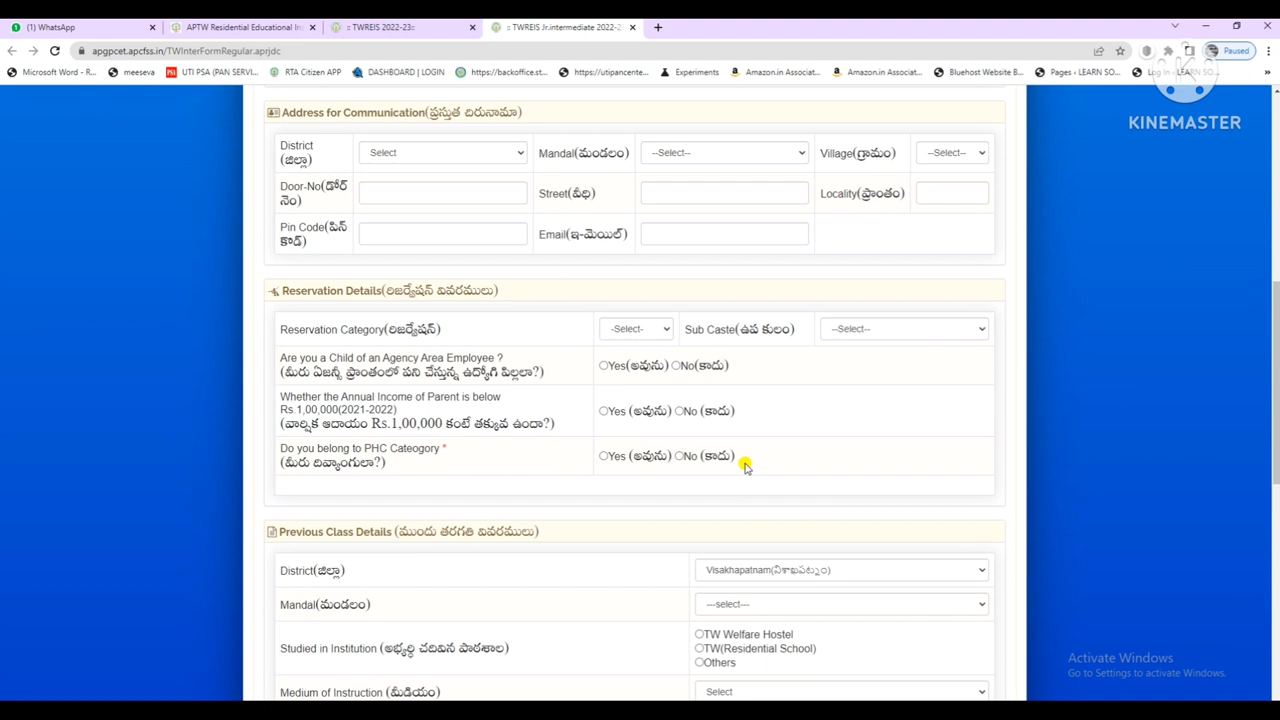 (1) WhatsApp
APTW Residential Educational In
:: TWREIS 2022-23::
:: TWREIS Jr.intermediate 2022-2
apgpcet.apcfss.in/TWInterFormRegular.aprjdc
Paused
Microsoft Word - R...
meeseva
UTI PSA (PAN SERVI...
RTA Citizen APP
DASHBOARD | LOGIN
https://backoffice.st...
https://utipancente...
Experiments
Amazon.in Associat...
Amazon.in Associat...
Bluehost Website B...
Pages ‹ LEARN SO...
Log In ‹ LEARN SO...
KINEMASTER
Address for Communication(ప్రస్తుత చిరునామా)
District (జిల్లా)
Select
Mandal(మండలం)
--Select--
Village(గ్రామం)
--Select--
Door-No(డోర్ నెం)
Street(వీధి)
Locality(ప్రాంతం)
Pin Code(పిన్ కొడ్)
Email(ఇ-మెయిల్)
Reservation Details(రిజర్వేషన్ వివరములు)
Reservation Category(రిజర్వేషన్)
-Select-
Sub Caste(ఉప కులం)
--Select--
Are you a Child of an Agency Area Employee ?
(మీరు ఏజన్సీ ప్రాంతంలో పని చేస్తున్న ఉద్యోగి పిల్లలా?)
Yes(అవును) No(కాదు)
Whether the Annual Income of Parent is below
Rs.1,00,000(2021-2022)
(వార్షిక ఆదాయం Rs.1,00,000 కంటే తక్కువ ఉందా?)
Yes (అవును) No (కాదు)
Do you belong to PHC Cateogory *
(మీరు దివ్యాంగులా?)
Yes (అవును) No (కాదు)
Previous Class Details (ముందు తరగతి వివరములు)
District(జిల్లా)
Visakhapatnam(విశాఖపట్నం)
Mandal(మండలం)
---select---
Studied in Institution (అభ్యర్ధి చదివిన పాఠశాల)
TW Welfare Hostel
TW(Residential School)
Others
Medium of Instruction (మీడియం)
Select
Activate Windows
Go to Settings to activate Windows.